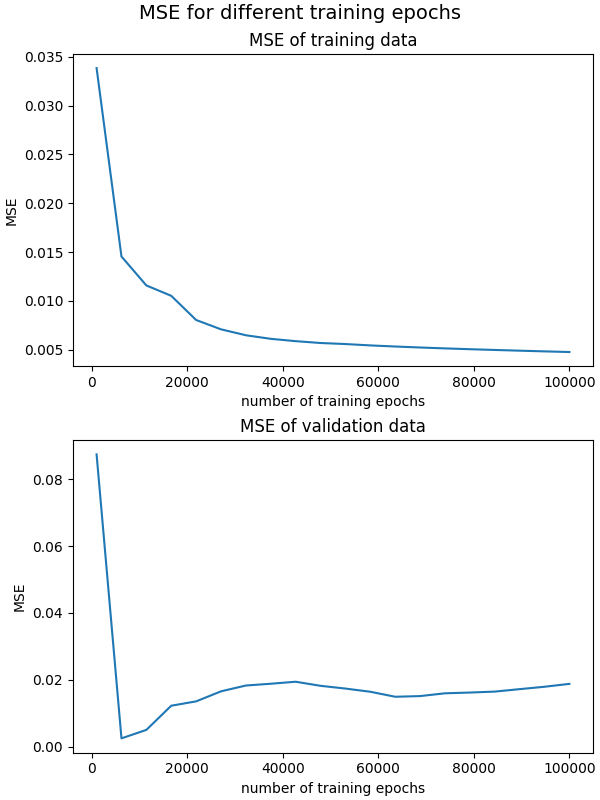 MSE for different training epochs
MSE of training data
0.035
0.030
0.025
0.020
0.015
0.010
0.005
MSE
0 20000 40000 60000 80000 100000
number of training epochs
MSE of validation data
0.08
0.06
0.04
0.02
0.00
MSE
0 20000 40000 60000 80000 100000
number of training epochs